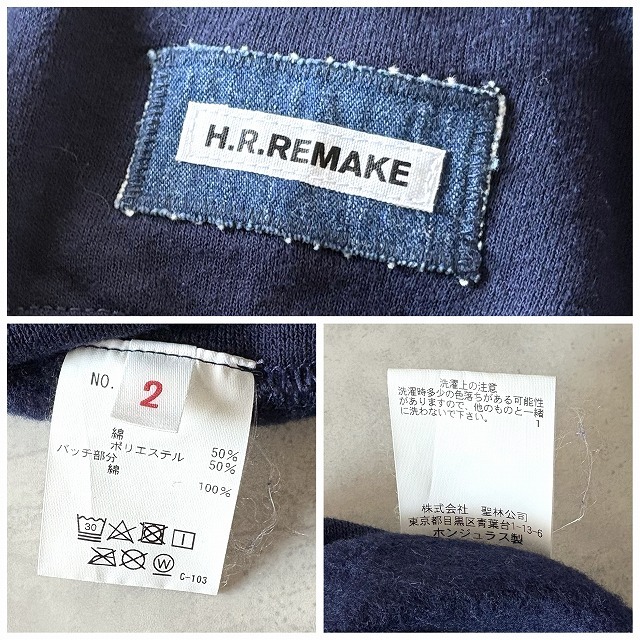 H.R.REMAKE
NO. 2
綿 50%
ポリエステル 50%
パッチ部分
綿 100%
30
W
C-103
洗濯上の注意
洗濯時多少の色落ちがある可能性
がありますので、他のものと一緒
に洗わないで下さい。
1
株式会社 聖林公司
東京都目黒区青葉台1-13-6
ホンジュラス製